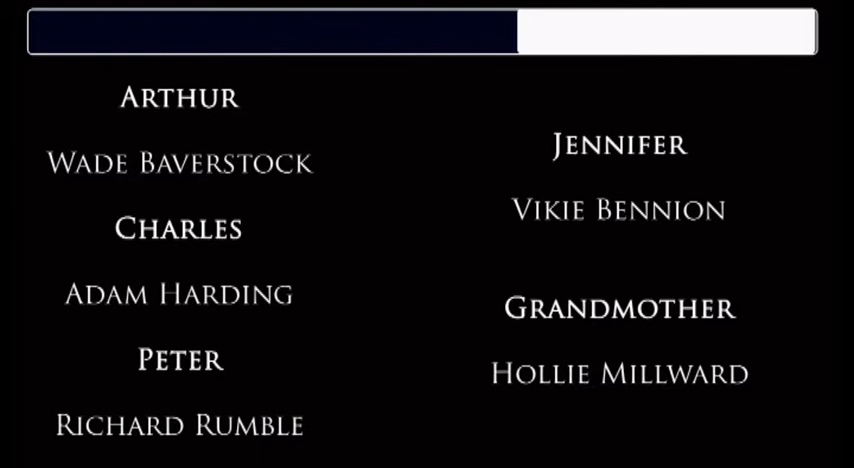 Arthur
Wade Baverstock
Charles
Adam Harding
Peter
Richard Rumble
Jennifer
Vikie Bennion
Grandmother
Hollie Millward